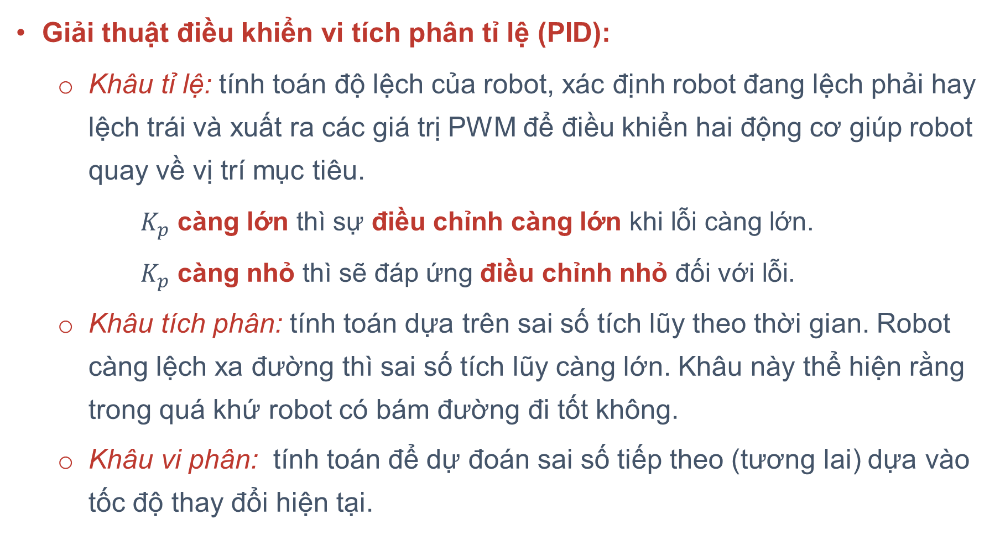 • Giải thuật điều khiển vi tích phân tỉ lệ (PID):
o Khâu tỉ lệ: tính toán độ lệch của robot, xác định robot đang lệch phải hay
lệch trái và xuất ra các giá trị PWM để điều khiển hai động cơ giúp robot
quay về vị trí mục tiêu.
K_p càng lớn thì sự điều chỉnh càng lớn khi lỗi càng lớn.
K_p càng nhỏ thì sẽ đáp ứng điều chỉnh nhỏ đối với lỗi.
o Khâu tích phân: tính toán dựa trên sai số tích lũy theo thời gian. Robot
càng lệch xa đường thì sai số tích lũy càng lớn. Khâu này thể hiện rằng
trong quá khứ robot có bám đường đi tốt không.
o Khâu vi phân: tính toán để dự đoán sai số tiếp theo (tương lai) dựa vào
tốc độ thay đổi hiện tại.